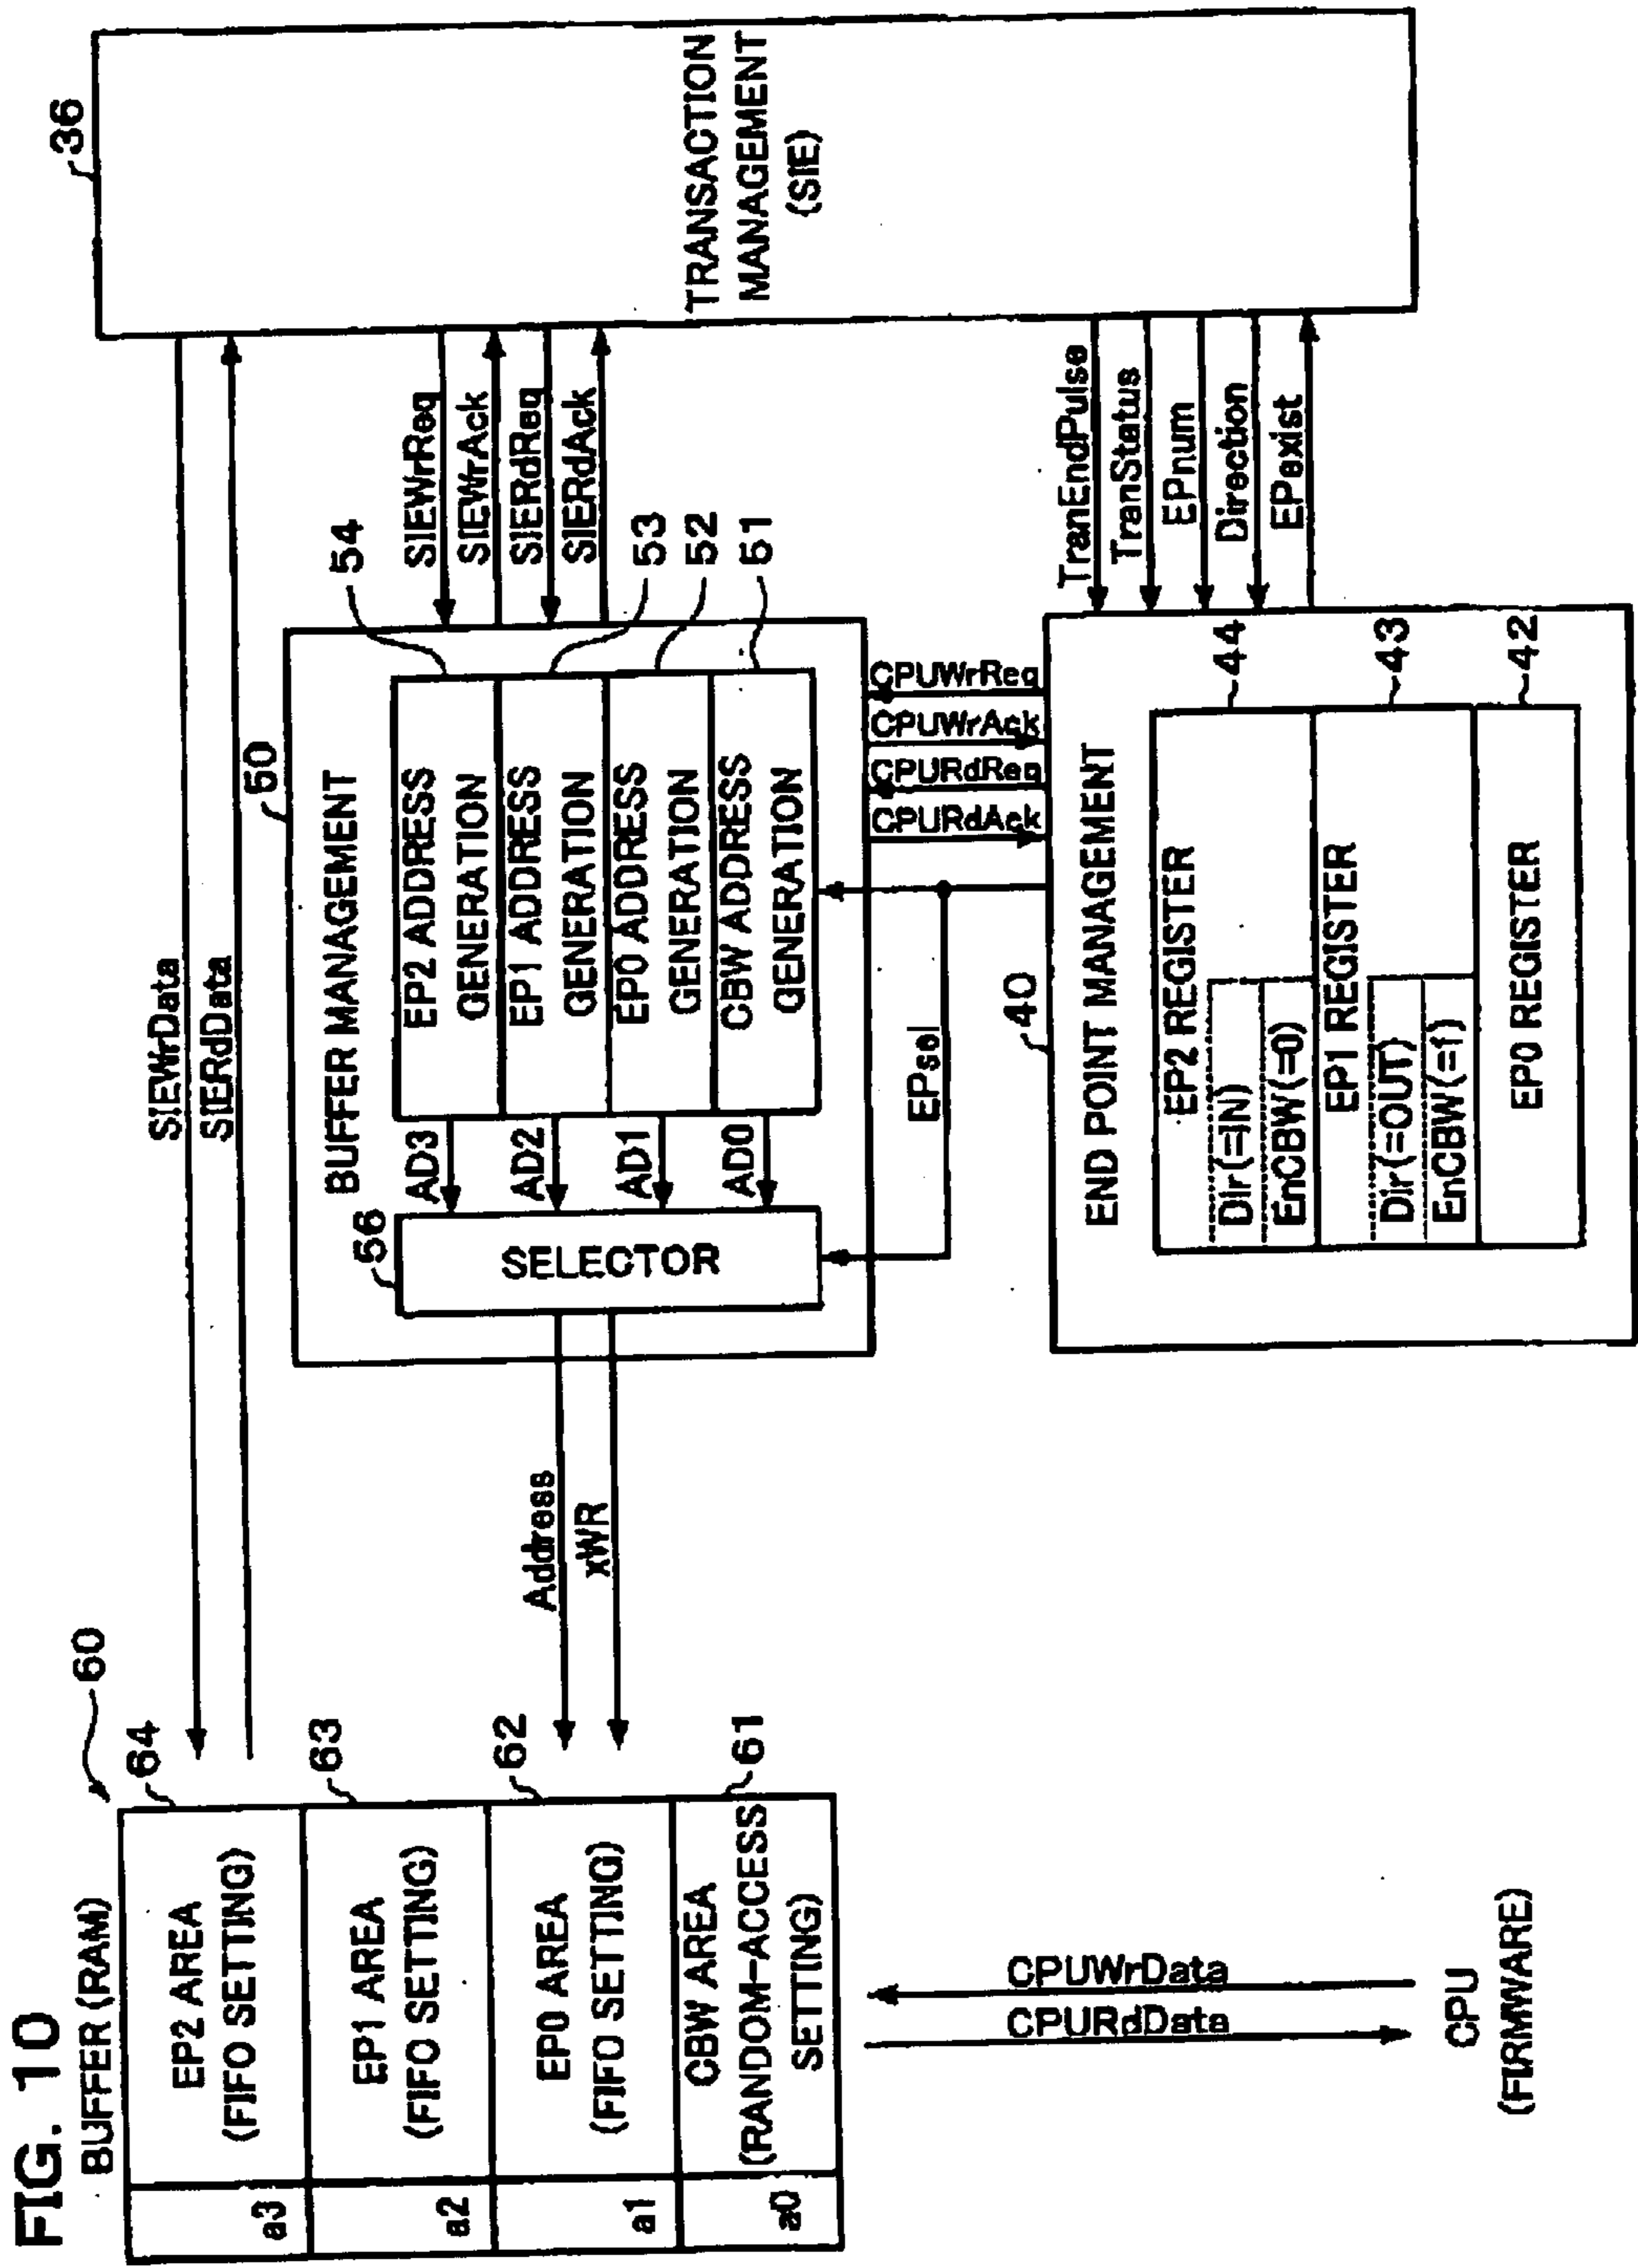 FIG. 10
BUFFER (RAM)
60
a3
EP2 AREA
(FIFO SETTING)
64
a2
EP1 AREA
(FIFO SETTING)
63
a1
EP0 AREA
(FIFO SETTING)
62
a0
CBW AREA
(RANDOM-ACCESS
SETTING)
61
CPUWrData
CPURdData
CPU
(FIRMWARE)
SIEWrData
SIERdData
Address
xWR
50
BUFFER MANAGEMENT
56
SELECTOR
AD3
AD2
AD1
AD0
EP2 ADDRESS
GENERATION
EP1 ADDRESS
GENERATION
EP0 ADDRESS
GENERATION
CBW ADDRESS
GENERATION
54
53
52
51
SIEWrReq
SIEWrAck
SIERdReq
SIERdAck
36
TRANSACTION
MANAGEMENT
(SIE)
CPUWrReq
CPUWrAck
CPURdReq
CPURdAck
EPsel
40
END POINT MANAGEMENT
EP2 REGISTER
Dir(=IN)
EnCBW(=0)
44
EP1 REGISTER
Dir(=OUT)
EnCBW(=1)
43
EP0 REGISTER
42
TranEndPulse
TranStatus
EPnum
Direction
EPexist